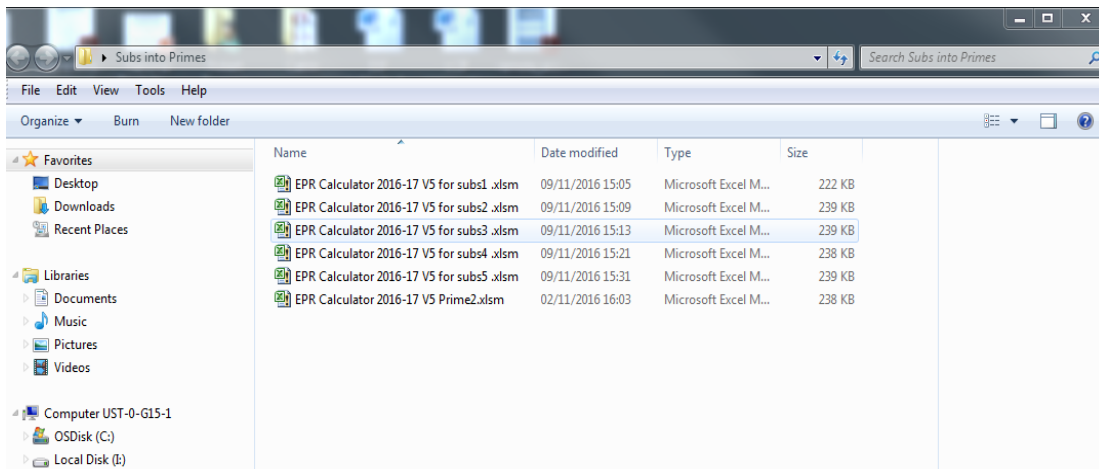 Subs into Primes
Search Subs into Primes
File Edit View Tools Help
Organize Burn New folder
Favorites
Desktop
Downloads
Recent Places
Libraries
Documents
Music
Pictures
Videos
Computer UST-0-G15-1
OSDisk (C:)
Local Disk (I:)
Name Date modified Type Size
EPR Calculator 2016-17 V5 for subs1 .xlsm 09/11/2016 15:05 Microsoft Excel M... 222 KB
EPR Calculator 2016-17 V5 for subs2 .xlsm 09/11/2016 15:09 Microsoft Excel M... 239 KB
EPR Calculator 2016-17 V5 for subs3 .xlsm 09/11/2016 15:13 Microsoft Excel M... 239 KB
EPR Calculator 2016-17 V5 for subs4 .xlsm 09/11/2016 15:21 Microsoft Excel M... 238 KB
EPR Calculator 2016-17 V5 for subs5 .xlsm 09/11/2016 15:31 Microsoft Excel M... 239 KB
EPR Calculator 2016-17 V5 Prime2.xlsm 02/11/2016 16:03 Microsoft Excel M... 238 KB